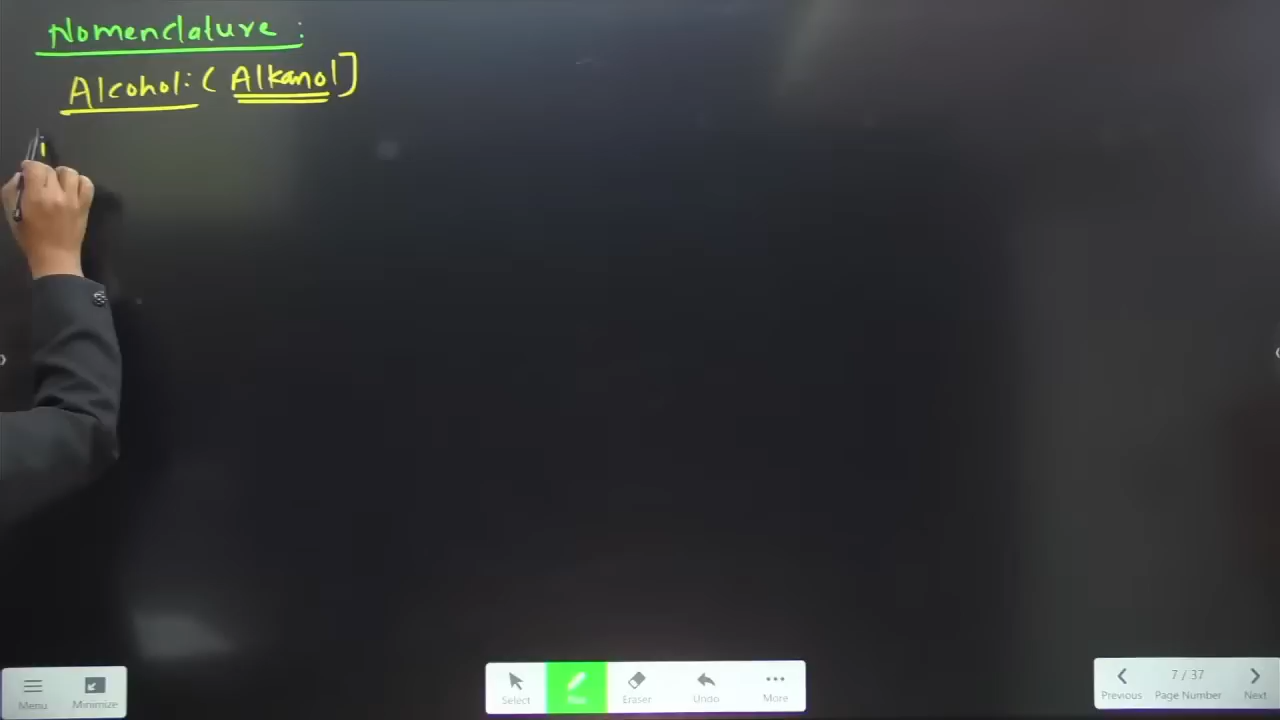 Nomenclature:
Alcohol: (Alkanol]
Menu
Minimize
Select
Eraser
Undo
More
Previous
7 / 37
Page Number
Next